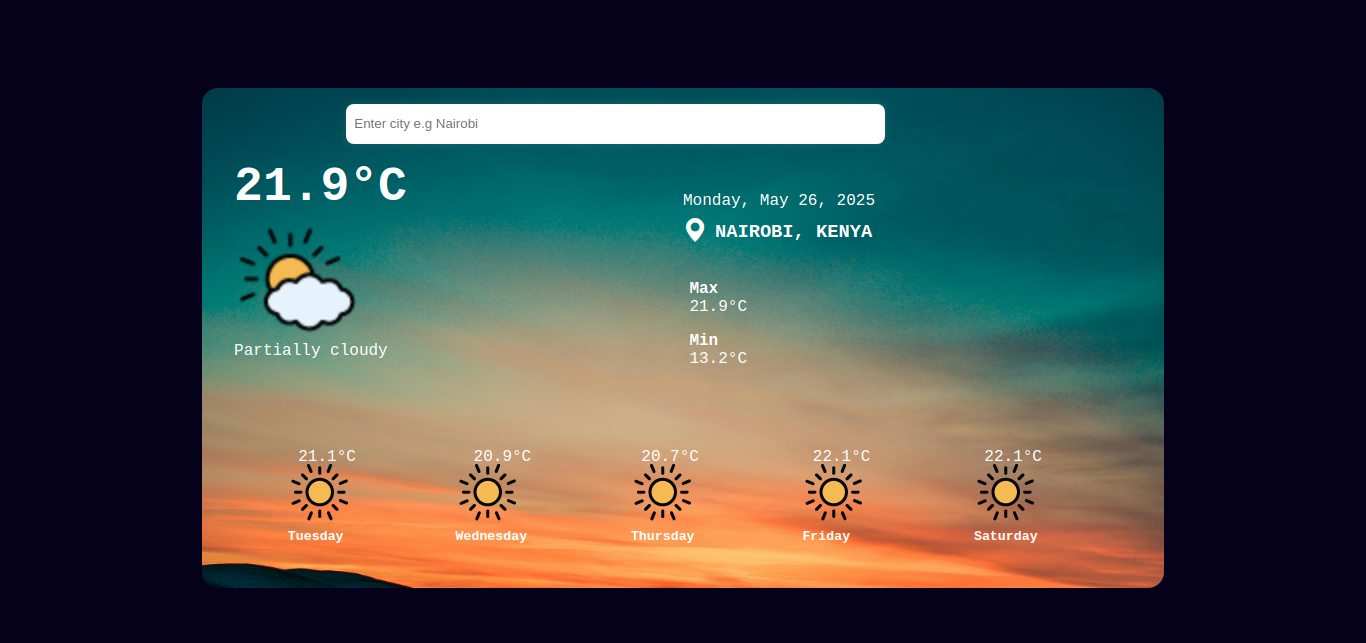 Enter city e.g Nairobi
21.9°C
Partially cloudy
Monday, May 26, 2025
NAIROBI, KENYA
Max
21.9°C
Min
13.2°C
21.1°C
Tuesday
20.9°C
Wednesday
20.7°C
Thursday
22.1°C
Friday
22.1°C
Saturday